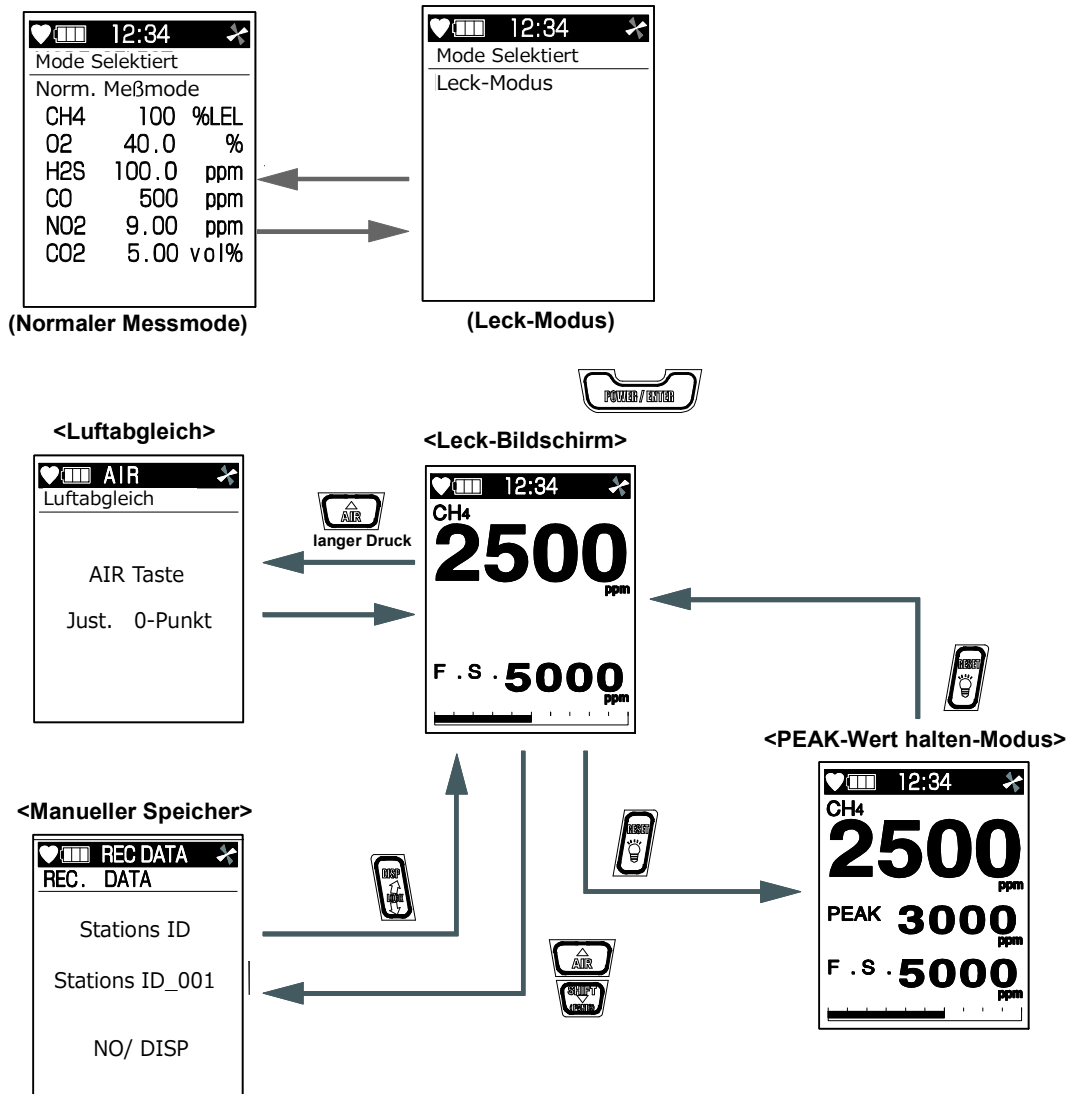 12:34
Mode Selektiert
Norm. Meßmode
CH4 100 %LEL
O2 40.0 %
H2S 100.0 ppm
CO 500 ppm
NO2 9.00 ppm
CO2 5.00 vol%
(Normaler Messmode)
12:34
Mode Selektiert
Leck-Modus
(Leck-Modus)
POWER / ENTER
<Luftabgleich>
AIR
Luftabgleich
AIR Taste
Just. 0-Punkt
AIR
langer Druck
<Leck-Bildschirm>
12:34
CH4
2500
ppm
F.S. 5000
ppm
RESET
<PEAK-Wert halten-Modus>
12:34
CH4
2500
ppm
PEAK 3000
ppm
F.S. 5000
ppm
<Manueller Speicher>
REC DATA
REC. DATA
Stations ID
Stations ID_001
NO/ DISP
DISP
RESET
AIR
SHIFT